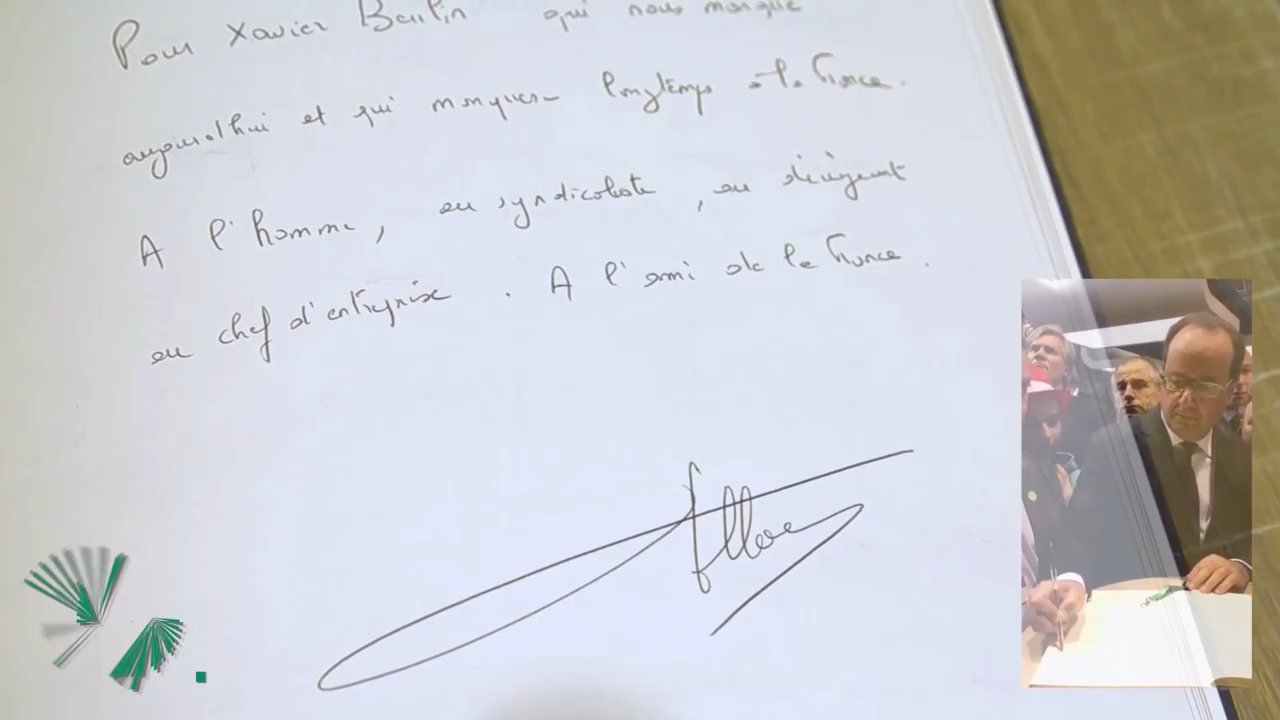 Pour Xavier Beulin qui nous manque
aujourd'hui et qui manquera longtemps à la France.
A l'homme, au syndicaliste, au dirigeant
au chef d'entreprise. A l'ami de la France.